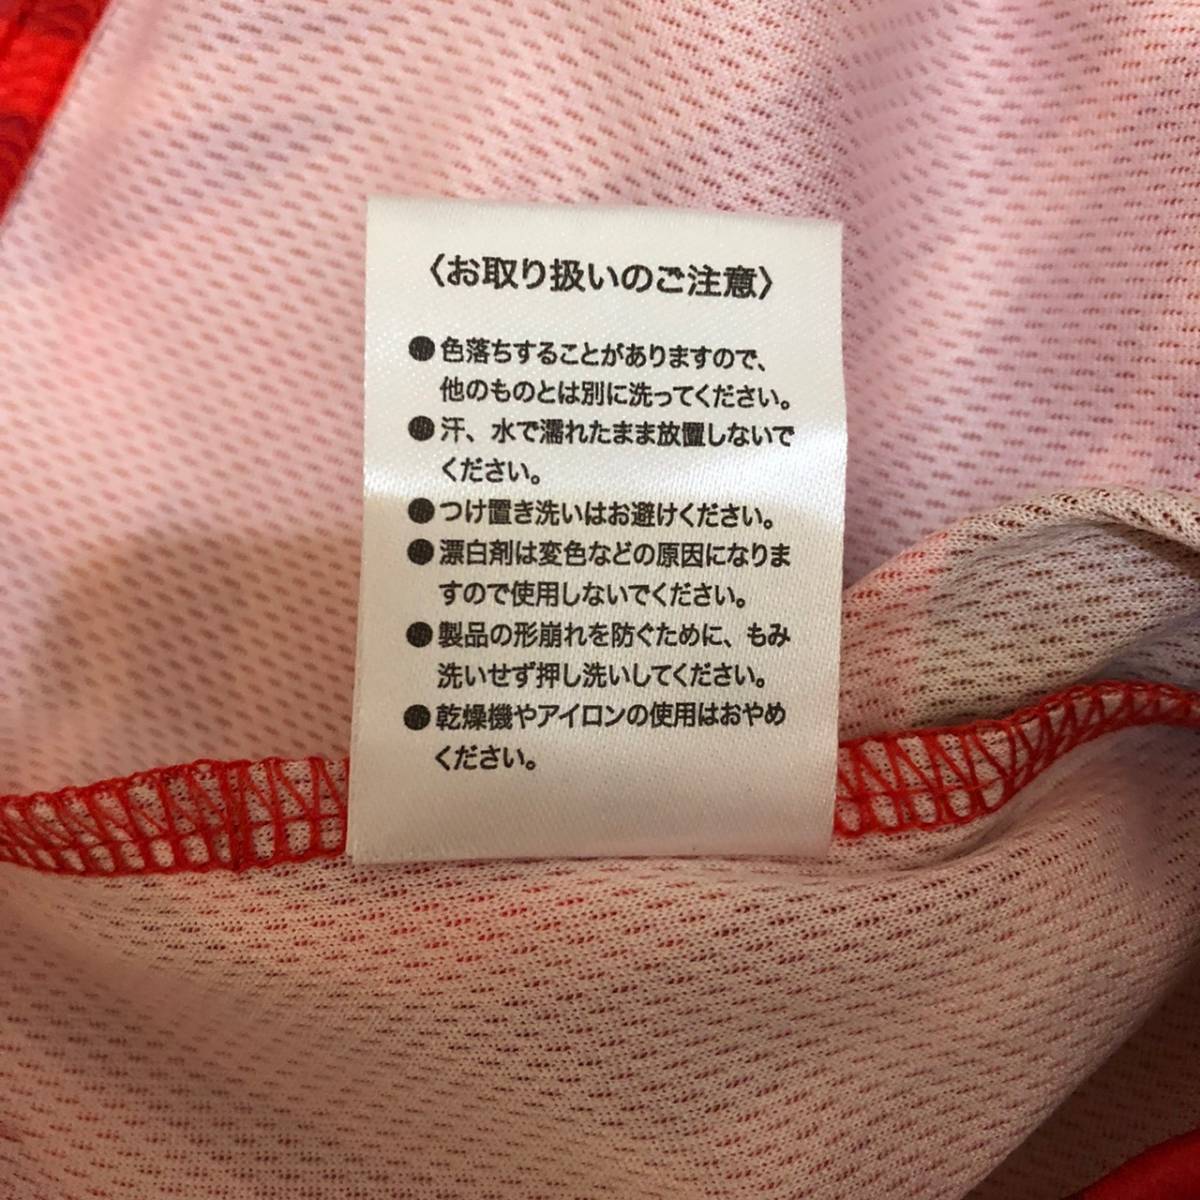 〈お取り扱いのご注意〉
●色落ちすることがありますので、
他のものとは別に洗ってください。
●汗、水で濡れたまま放置しないで
ください。
●つけ置き洗いはお避けください。
●漂白剤は変色などの原因になりま
すので使用しないでください。
●製品の形崩れを防ぐために、もみ
洗いせず押し洗いしてください。
●乾燥機やアイロンの使用はおやめ
ください。